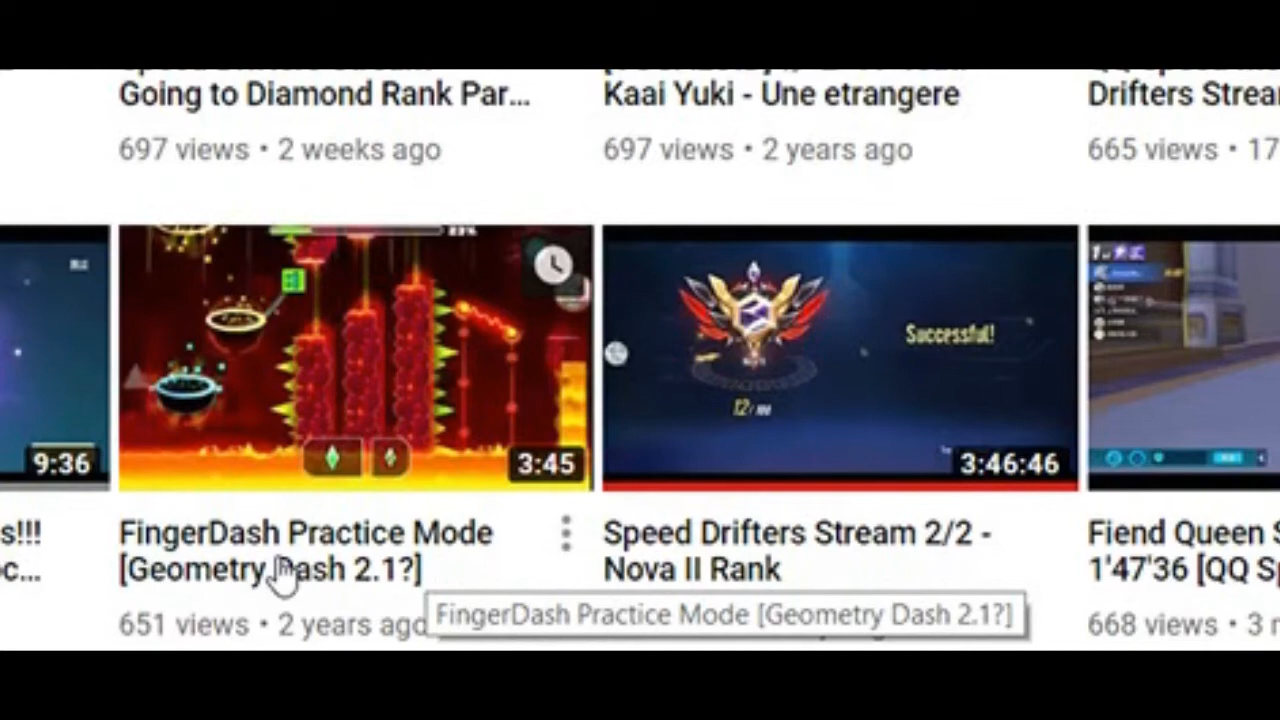 Going to Diamond Rank Par...
697 views • 2 weeks ago
Kaai Yuki - Une etrangere
697 views • 2 years ago
Drifters Strea
665 views • 17
9:36
3:45
Successful!
12/100
3:46:46
s!!!
c...
FingerDash Practice Mode
[Geometry Dash 2.1?]
651 views • 2 years ago
Speed Drifters Stream 2/2 -
Nova II Rank
FingerDash Practice Mode [Geometry Dash 2.1?]
Fiend Queen S
1'47'36 [QQ Sp
668 views • 3